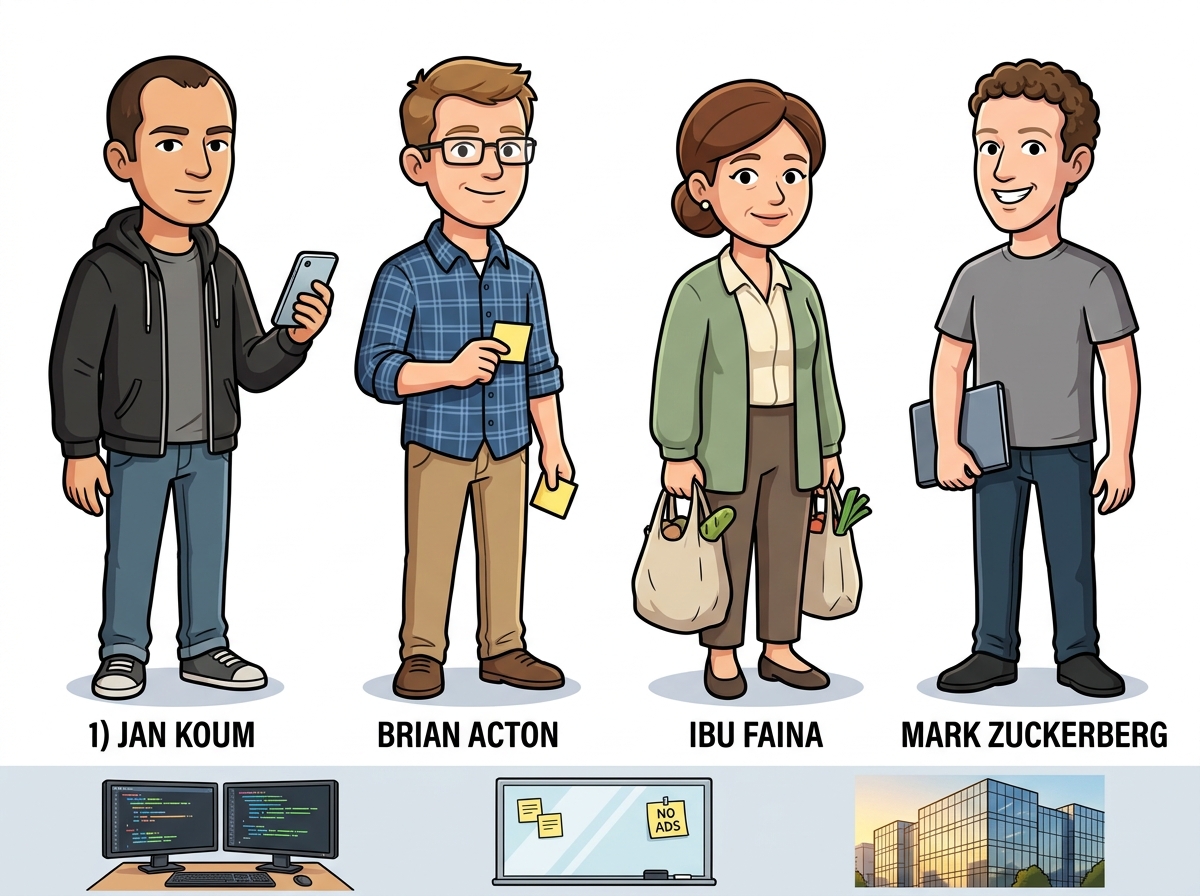 1) JAN KOUM
BRIAN ACTON
IBU FAINA
MARK ZUCKERBERG
NO
ADS